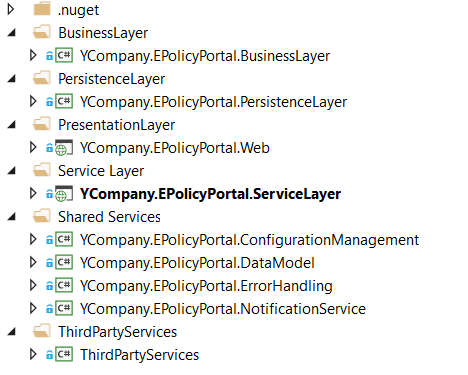 .nuget
BusinessLayer
C# YCompany.EPolicyPortal.BusinessLayer
PersistenceLayer
C# YCompany.EPolicyPortal.PersistenceLayer
PresentationLayer
YCompany.EPolicyPortal.Web
Service Layer
YCompany.EPolicyPortal.ServiceLayer
Shared Services
C# YCompany.EPolicyPortal.ConfigurationManagement
C# YCompany.EPolicyPortal.DataModel
C# YCompany.EPolicyPortal.ErrorHandling
C# YCompany.EPolicyPortal.NotificationService
ThirdPartyServices
C# ThirdPartyServices